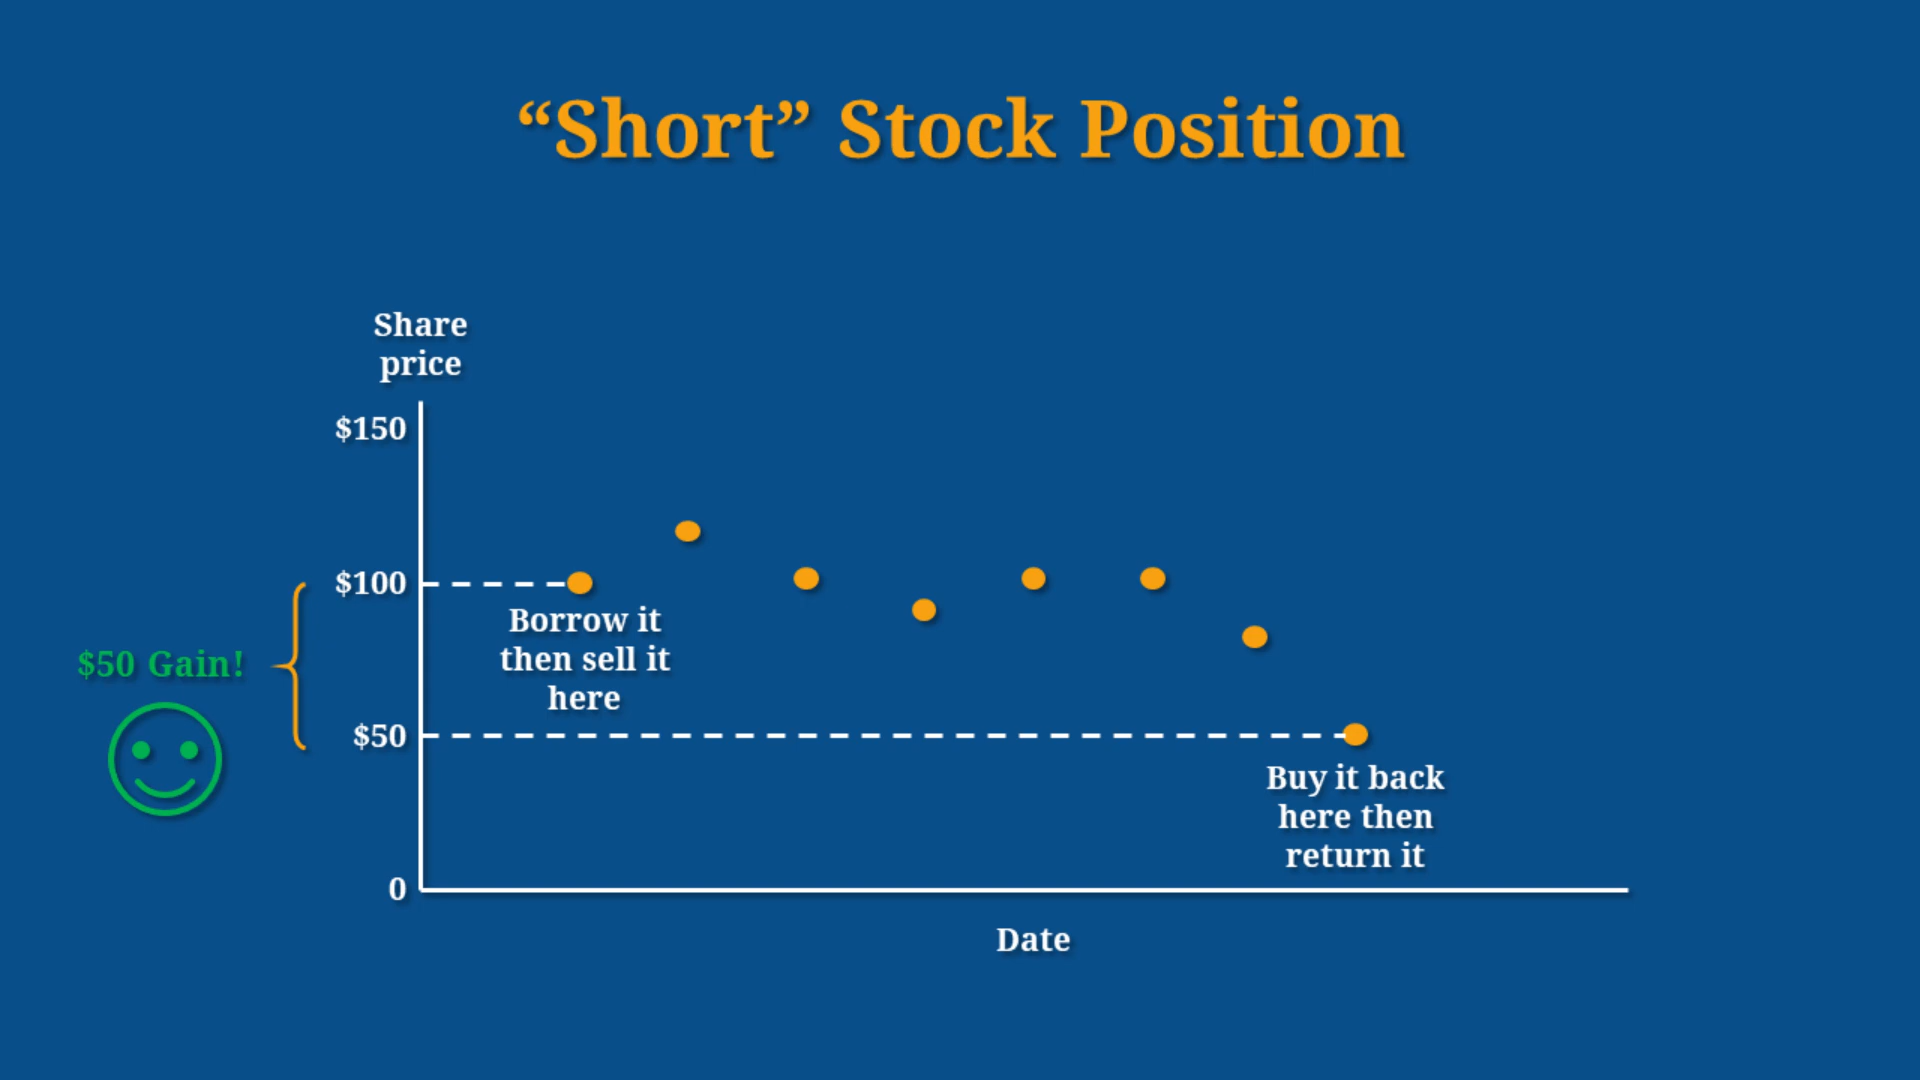 “Short” Stock Position
Share
price
$150
$100
Borrow it
then sell it
here
$50 Gain!
$50
Buy it back
here then
return it
0
Date